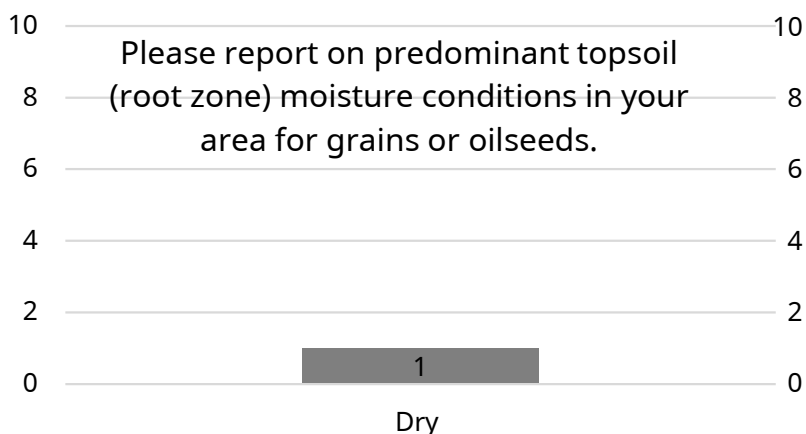 Please report on predominant topsoil
(root zone) moisture conditions in your
area for grains or oilseeds.
10 10
8 8
6 6
4 4
2 2
1
0 0
Dry